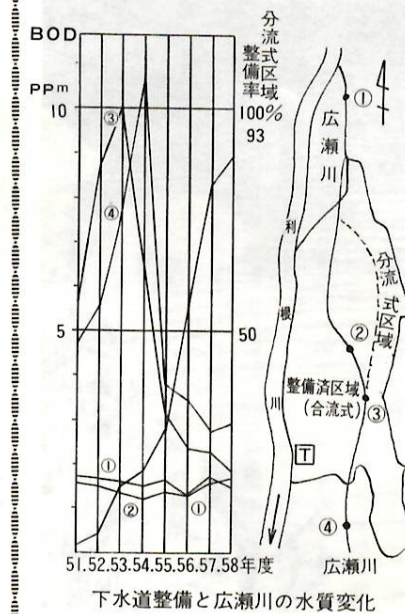 BOD
PPm
10
5
分流式区域
整備率
100%
93
50
③
④
①
②
①
51.52.53.54.55.56.57.58年度
①
広瀬川
利根川
分流式区域
②
整備済区域
(合流式)
③
T
④
広瀬川
下水道整備と広瀬川の水質変化